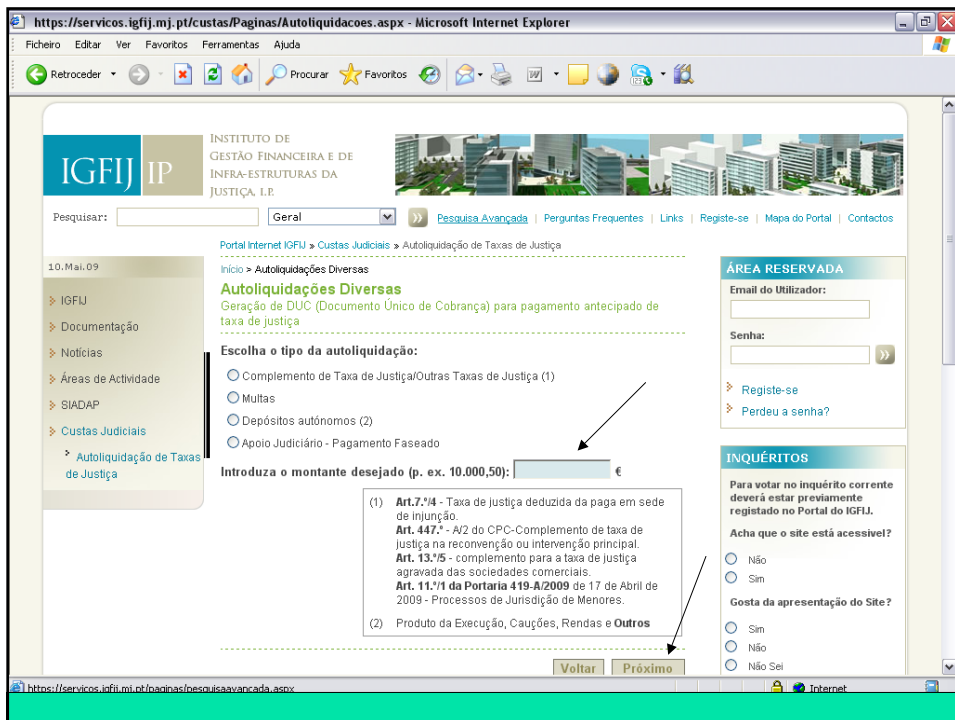 https://servicos.igfij.mj.pt/custas/Paginas/Autoliquidacoes.aspx - Microsoft Internet Explorer
Ficheiro Editar Ver Favoritos Ferramentas Ajuda
Retroceder Procurar Favoritos
IGFIJ IP
INSTITUTO DE
GESTÃO FINANCEIRA E DE
INFRA-ESTRUTURAS DA
JUSTIÇA, I.P.
Pesquisar: Geral Pesquisa Avançada | Perguntas Frequentes | Links | Registe-se | Mapa do Portal | Contactos
Portal Internet IGFIJ » Custas Judiciais » Autoliquidação de Taxas de Justiça
10.Mai.09
IGFIJ
Documentação
Notícias
Áreas de Actividade
SIADAP
Custas Judiciais
Autoliquidação de Taxas
de Justiça
Início > Autoliquidações Diversas
Autoliquidações Diversas
Geração de DUC (Documento Único de Cobrança) para pagamento antecipado de
taxa de justiça
Escolha o tipo da autoliquidação:
Complemento de Taxa de Justiça/Outras Taxas de Justiça (1)
Multas
Depósitos autónomos (2)
Apoio Judiciário - Pagamento Faseado
Introduza o montante desejado (p. ex. 10.000,50): €
(1) Art.7.º/4 - Taxa de justiça deduzida da paga em sede
de injunção.
Art. 447.º - A/2 do CPC-Complemento de taxa de
justiça na reconvenção ou intervenção principal.
Art. 13.º/5 - complemento para a taxa de justiça
agravada das sociedades comerciais.
Art. 11.º/1 da Portaria 419-A/2009 de 17 de Abril de
2009 - Processos de Jurisdição de Menores.
(2) Produto da Execução, Cauções, Rendas e Outros
Voltar Próximo
ÁREA RESERVADA
Email do Utilizador:
Senha:
Registe-se
Perdeu a senha?
INQUÉRITOS
Para votar no inquérito corrente
deverá estar previamente
registado no Portal do IGFIJ.
Acha que o site está acessivel?
Não
Sim
Gosta da apresentação do Site?
Sim
Não
Não Sei
https://servicos.igfij.mj.pt/paginas/pesquisaavancada.aspx Internet